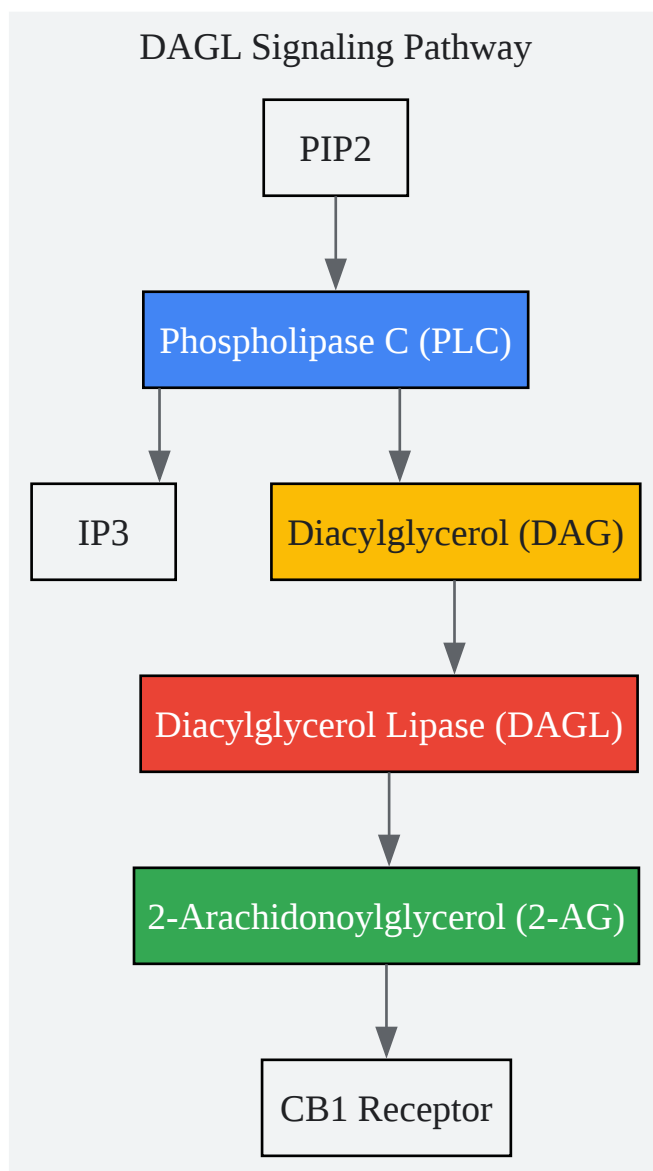 DAGL Signaling Pathway
PIP2
Phospholipase C (PLC)
IP3
Diacylglycerol (DAG)
Diacylglycerol Lipase (DAGL)
2-Arachidonoylglycerol (2-AG)
CB1 Receptor